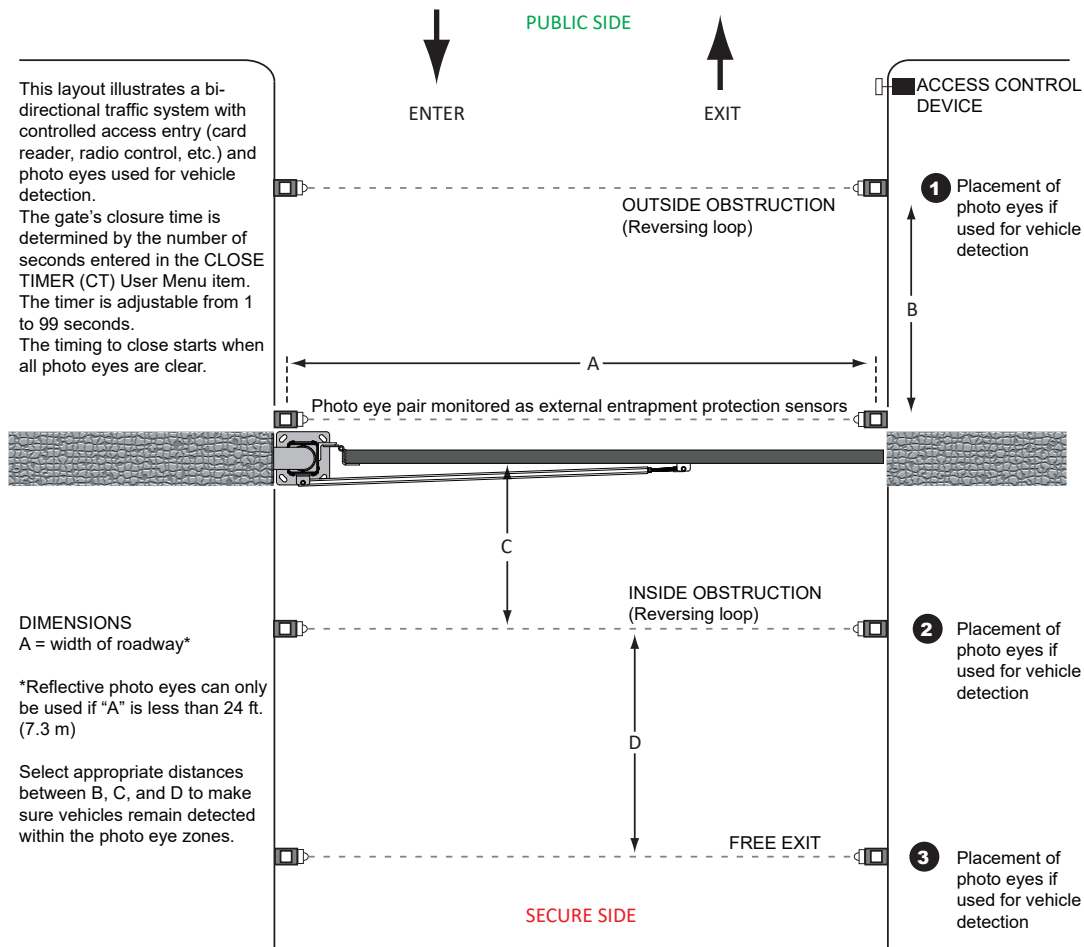 PUBLIC SIDE
This layout illustrates a bi-
directional traffic system with
controlled access entry (card
reader, radio control, etc.) and
photo eyes used for vehicle
detection.
The gate’s closure time is
determined by the number of
seconds entered in the CLOSE
TIMER (CT) User Menu item.
The timer is adjustable from 1
to 99 seconds.
The timing to close starts when
all photo eyes are clear.
ENTER
EXIT
ACCESS CONTROL
DEVICE
OUTSIDE OBSTRUCTION
(Reversing loop)
1
Placement of
photo eyes if
used for vehicle
detection
B
A
Photo eye pair monitored as external entrapment protection sensors
C
INSIDE OBSTRUCTION
(Reversing loop)
2
Placement of
photo eyes if
used for vehicle
detection
DIMENSIONS
A = width of roadway*
*Reflective photo eyes can only
be used if “A” is less than 24 ft.
(7.3 m)
Select appropriate distances
between B, C, and D to make
sure vehicles remain detected
within the photo eye zones.
D
FREE EXIT
3
Placement of
photo eyes if
used for vehicle
detection
SECURE SIDE